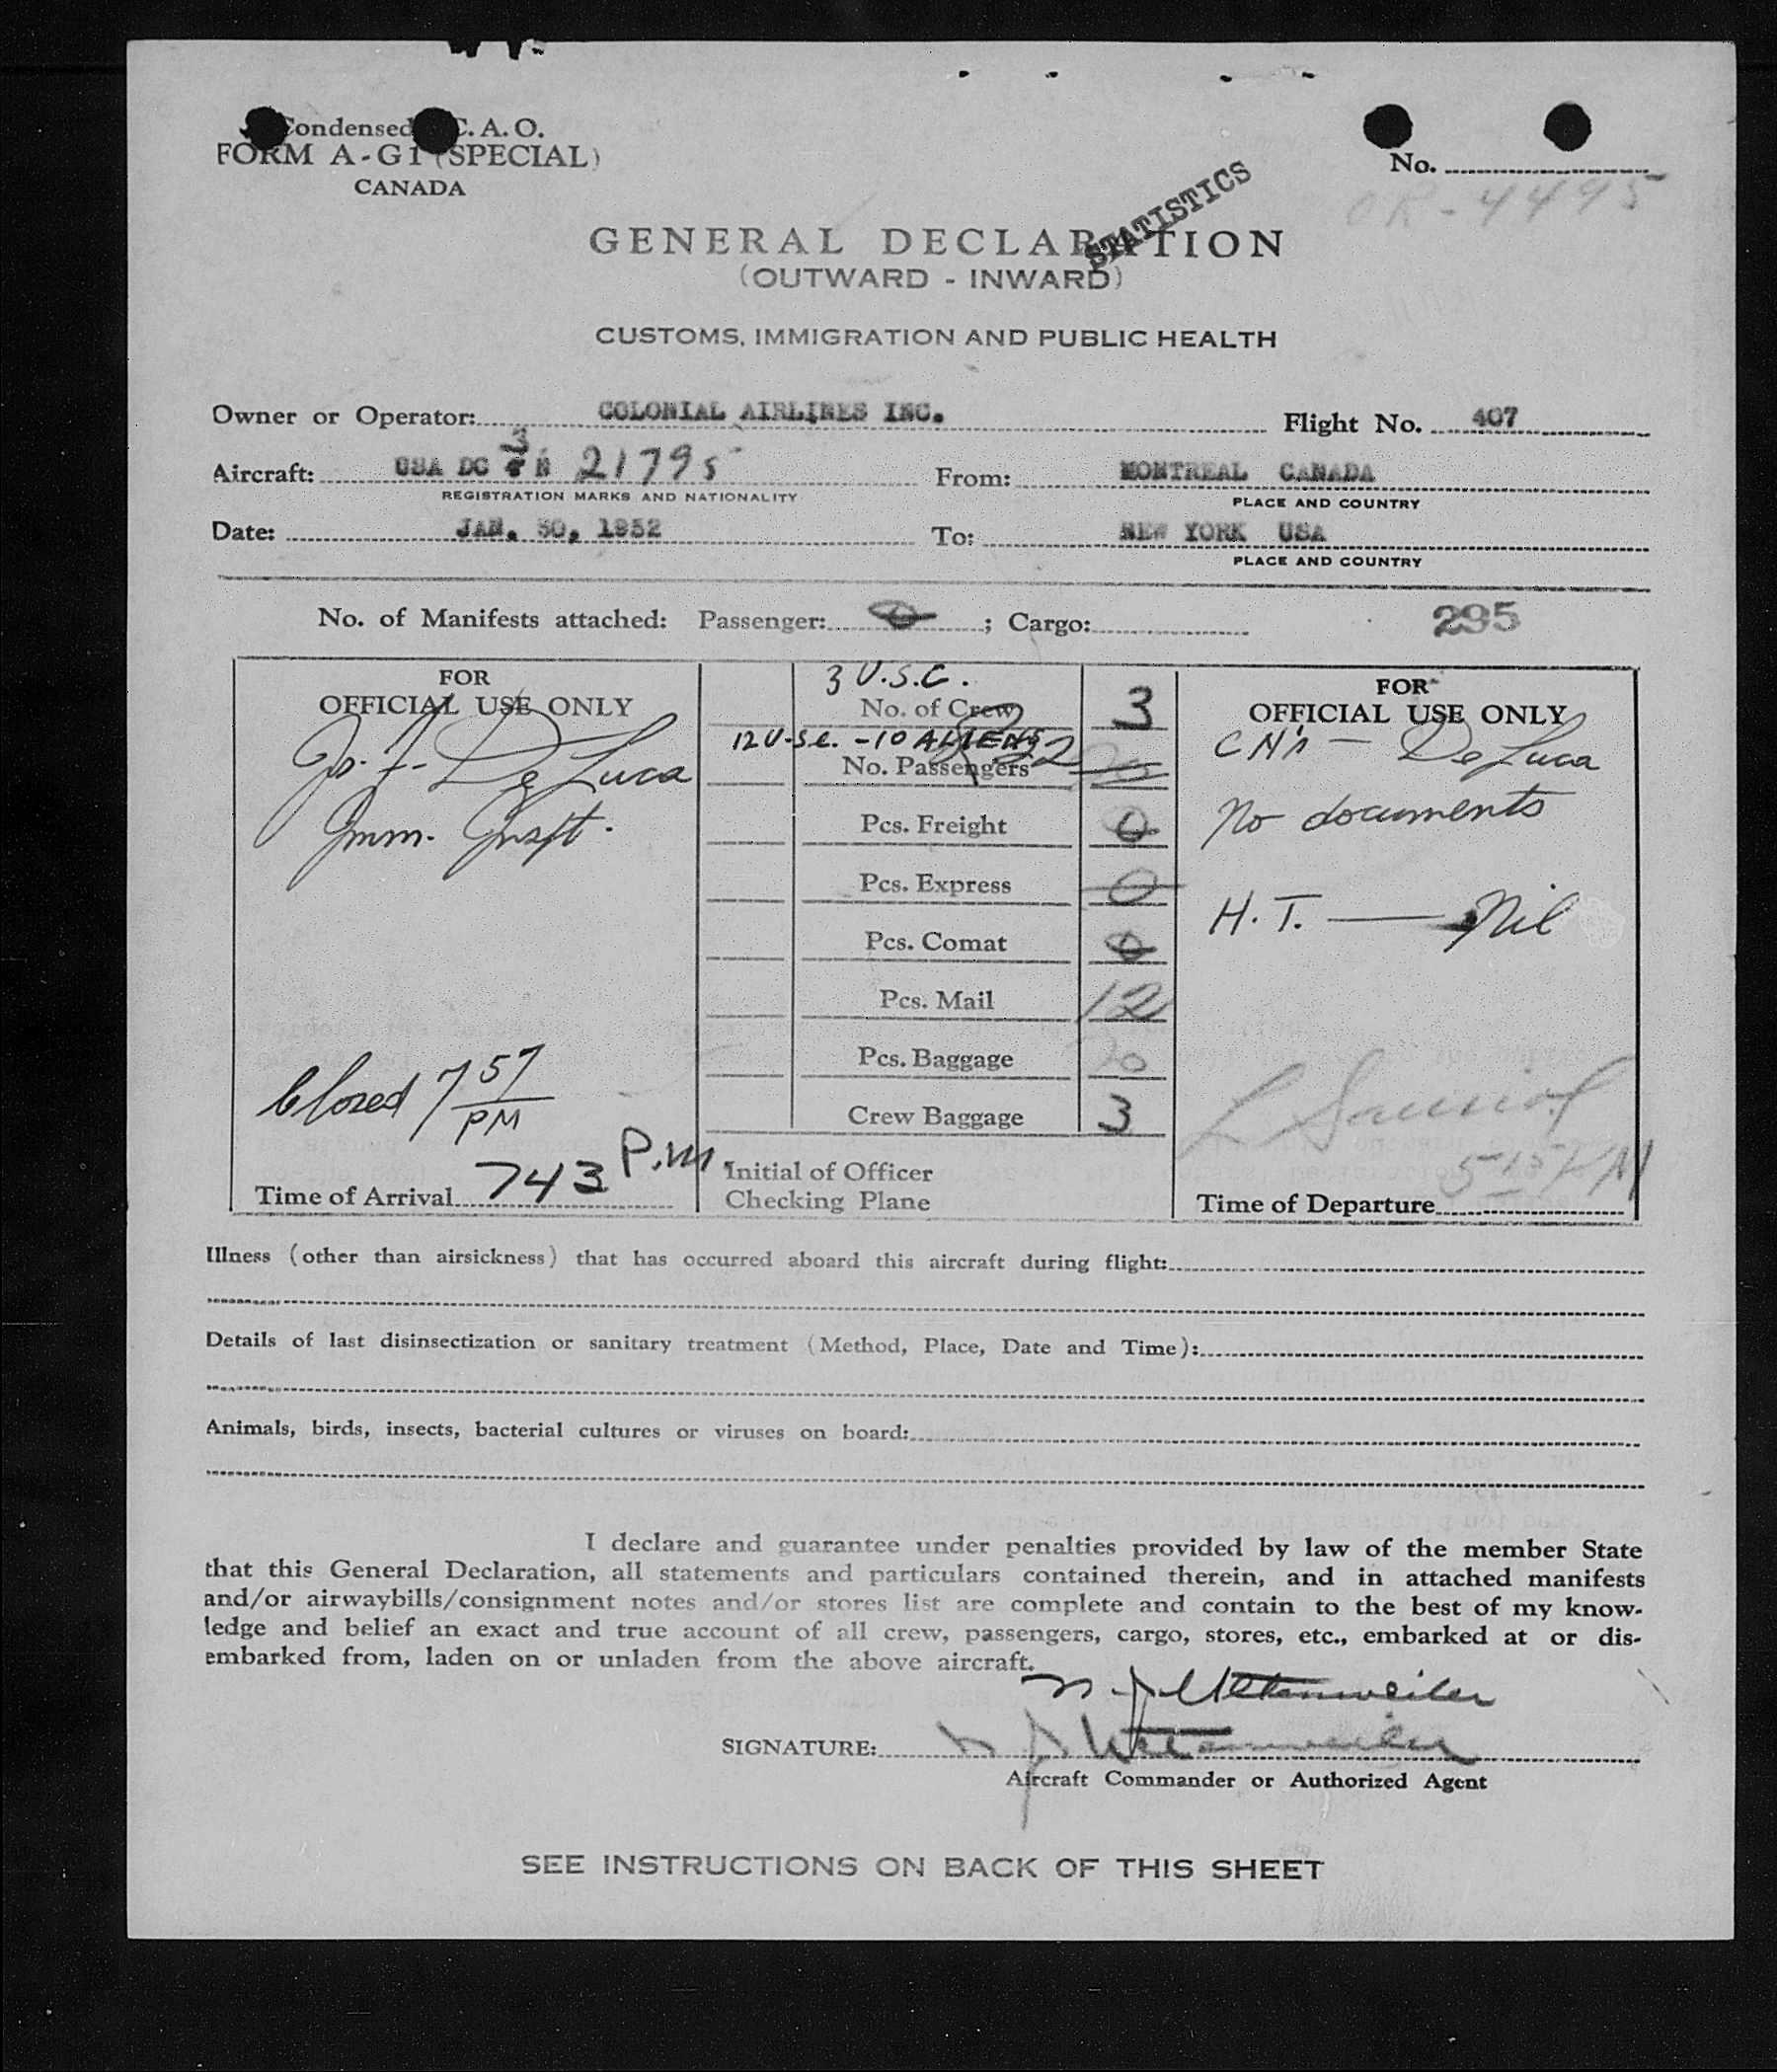 Condensed C. A. O.
FORM A-G1 (SPECIAL)
CANADA
No.
OR-4495
STATISTICS
GENERAL DECLARATION
(OUTWARD - INWARD)
CUSTOMS, IMMIGRATION AND PUBLIC HEALTH
Owner or Operator: COLONIAL AIRLINES INC. Flight No. 407
Aircraft: USA DC 3 N 21795 From: MONTREAL CANADA
REGISTRATION MARKS AND NATIONALITY PLACE AND COUNTRY
Date: JAN. 30, 1952 To: NEW YORK USA
PLACE AND COUNTRY
No. of Manifests attached: Passenger: 0 ; Cargo: 295
FOR
OFFICIAL USE ONLY
Jos. J. De Luca
Imm. Inspt.
Closed 7 57
PM
Time of Arrival 743 P.M.
3 U.S.C.
No. of Crew 3
12 U.S.C. - 10 ALIENS
No. Passengers 22
Pcs. Freight 0
Pcs. Express 0
Pcs. Comat 0
Pcs. Mail 12
Pcs. Baggage 20
Crew Baggage 3
Initial of Officer
Checking Plane
FOR
OFFICIAL USE ONLY
De Luca
No documents
H. T. — Nil
5 15 PM
Time of Departure
Illness (other than airsickness) that has occurred aboard this aircraft during flight:
Details of last disinsectization or sanitary treatment (Method, Place, Date and Time):
Animals, birds, insects, bacterial cultures or viruses on board:
I declare and guarantee under penalties provided by law of the member State
that this General Declaration, all statements and particulars contained therein, and in attached manifests
and/or airwaybills/consignment notes and/or stores list are complete and contain to the best of my know-
ledge and belief an exact and true account of all crew, passengers, cargo, stores, etc., embarked at or dis-
embarked from, laden on or unladen from the above aircraft.
SIGNATURE:
Aircraft Commander or Authorized Agent
SEE INSTRUCTIONS ON BACK OF THIS SHEET